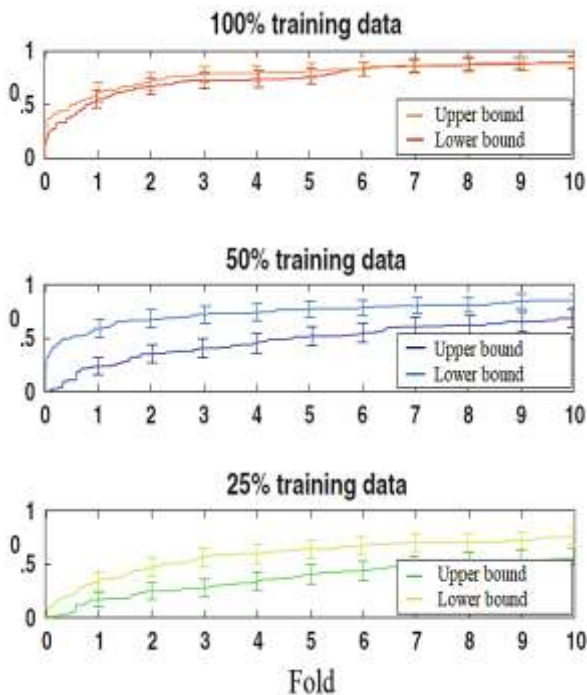 100% training data
1
0
.5
0
Upper bound
Lower bound
0 1 2 3 4 5 6 7 8 9 10
50% training data
1
0
.5
0
Upper bound
Lower bound
0 1 2 3 4 5 6 7 8 9 10
25% training data
1
0
.5
0
Upper bound
Lower bound
0 1 2 3 4 5 6 7 8 9 10
Fold